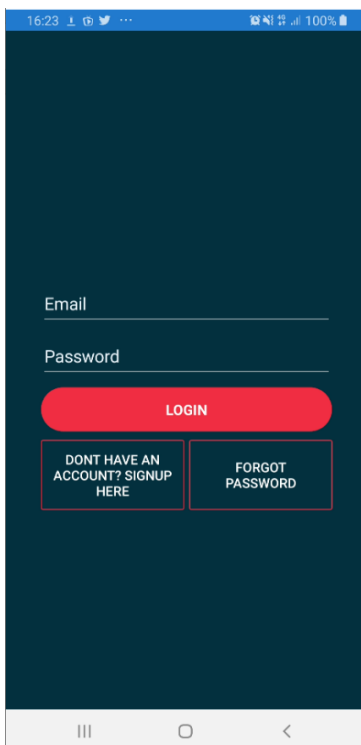 16:23 ... 100%
Email
Password
LOGIN
DONT HAVE AN
ACCOUNT? SIGNUP
HERE
FORGOT
PASSWORD